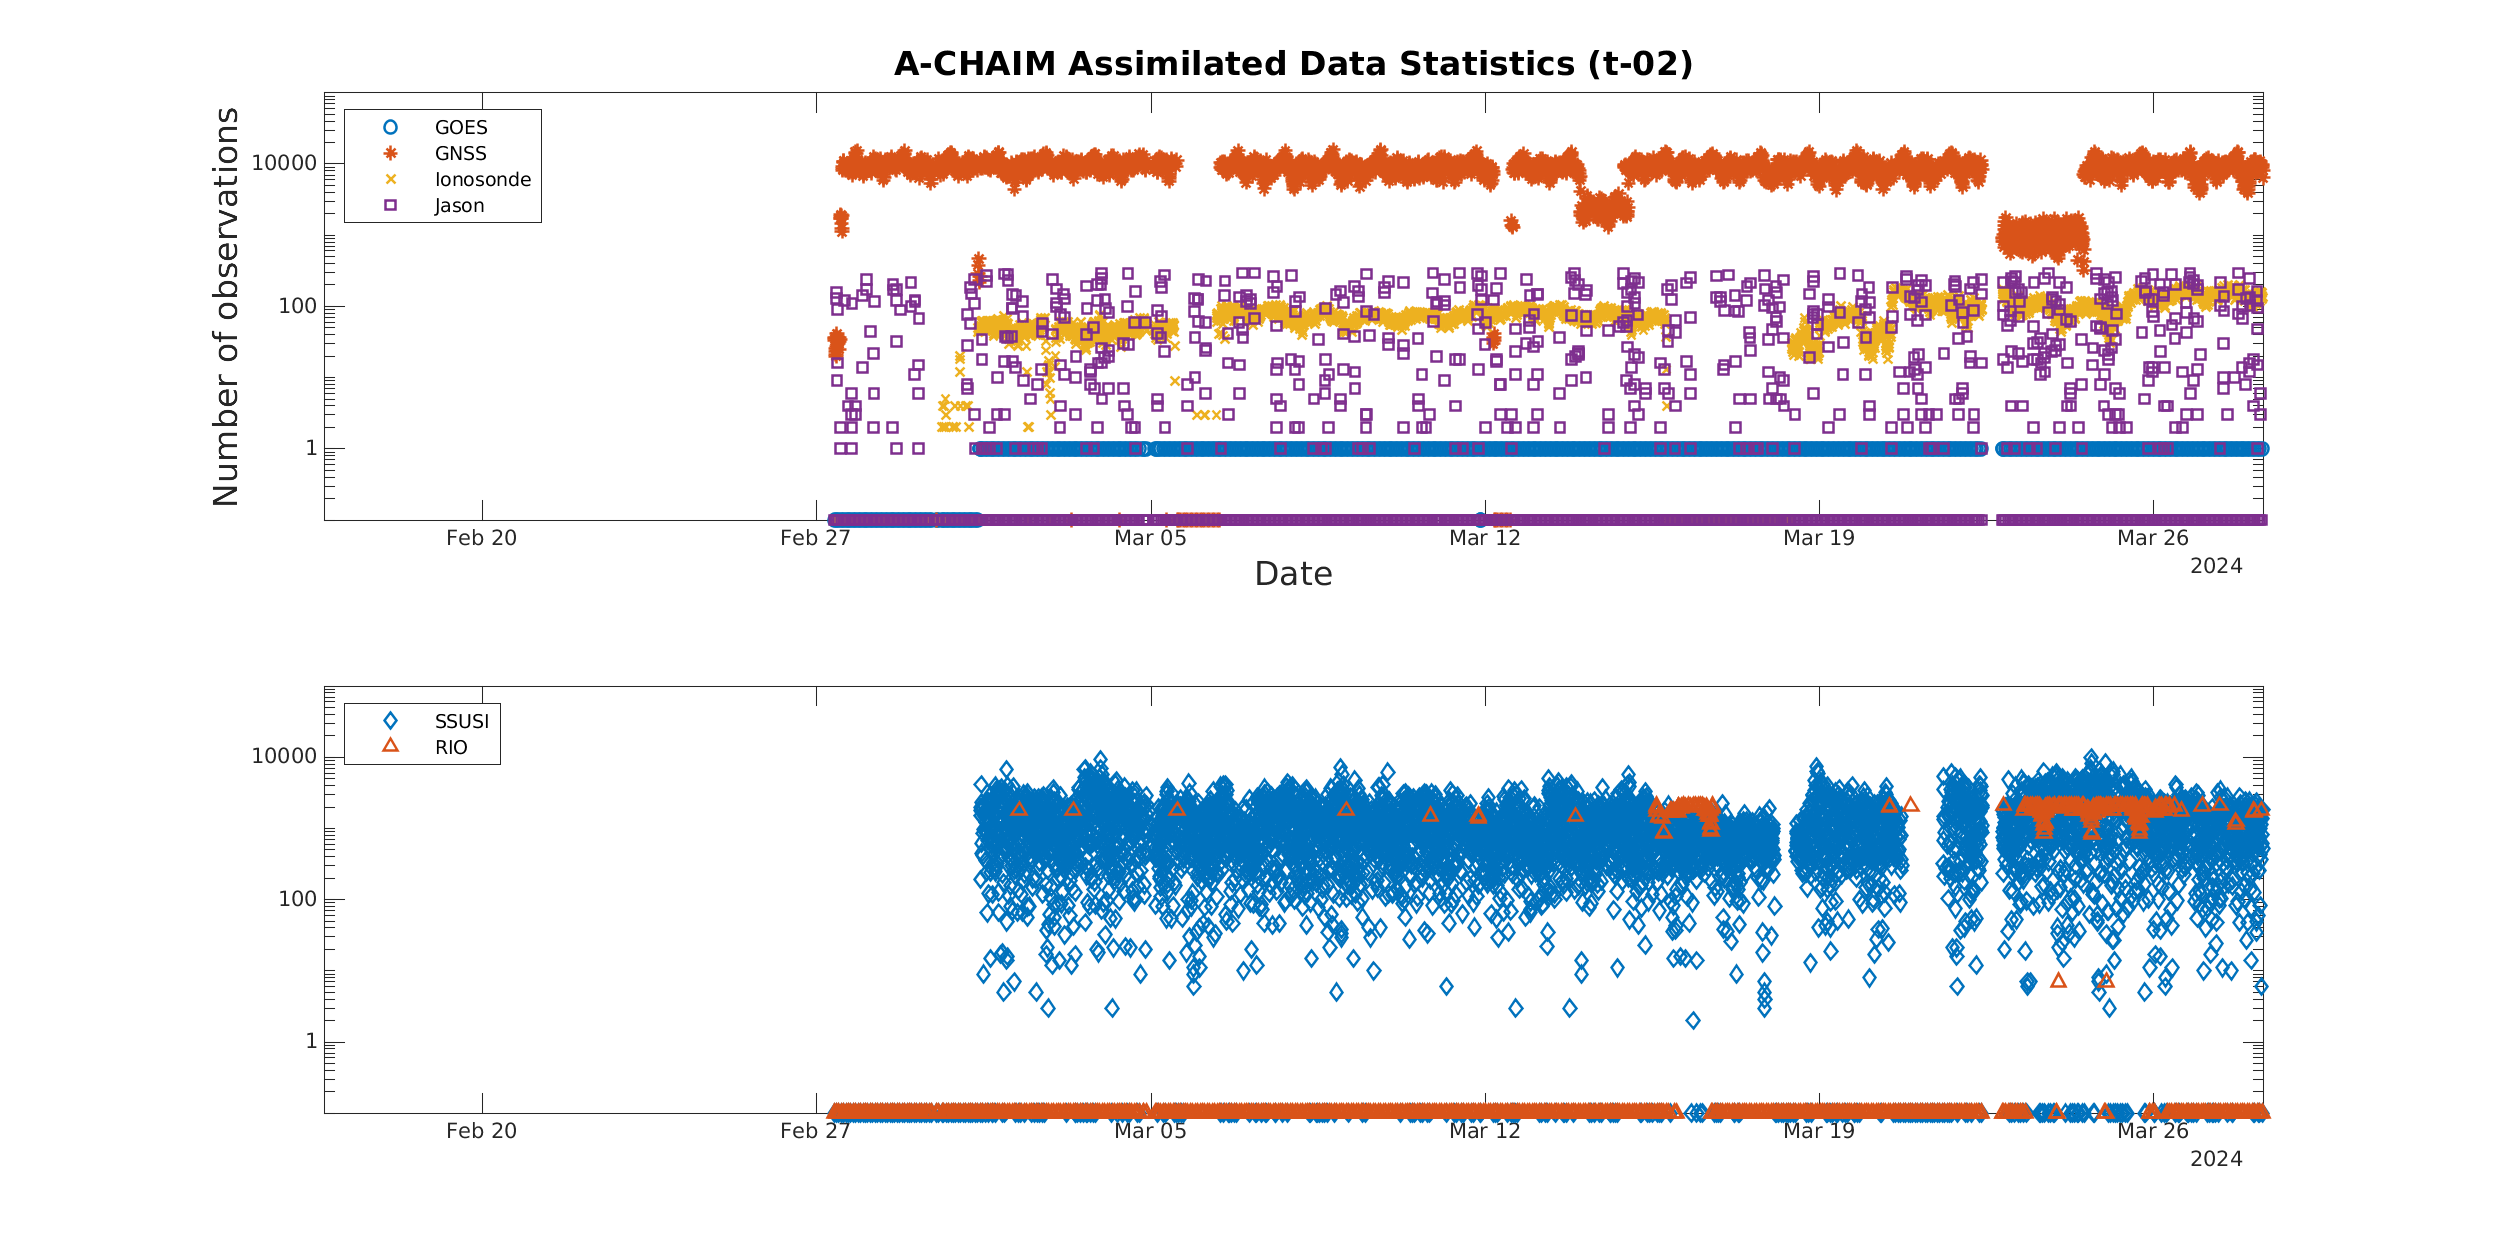 A-CHAIM Assimilated Data Statistics (t-02)
Number of observations
10000
100
1
GOES
GNSS
Ionosonde
Jason
Feb 20
Feb 27
Mar 05
Mar 12
Mar 19
Mar 26
2024
Date
10000
100
1
SSUSI
RIO
Feb 20
Feb 27
Mar 05
Mar 12
Mar 19
Mar 26
2024